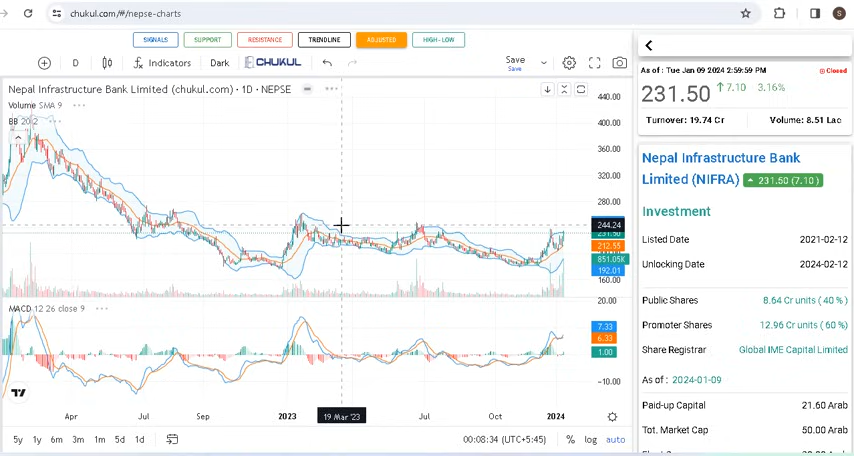 chukul.com/#/nepse-charts
S
SIGNALS SUPPORT RESISTANCE TRENDLINE ADJUSTED HIGH-LOW
D Indicators Dark CHUKUL Save
Save
Nepal Infrastructure Bank Limited (chukul.com) · 1D · NEPSE
Volume SMA 9
BB 20 2
440.00
400.00
360.00
320.00
280.00
244.24
231.50
212.55
851.05K
192.01
160.00
MACD 12 26 close 9
20.00
7.33
6.33
1.00
-10.00
Apr Jul Sep 2023 19 Mar '23 Jul Oct 2024
5y 1y 6m 3m 1m 5d 1d 00:08:34 (UTC+5:45) % log auto
As of : Tue Jan 09 2024 2:59:59 PM Closed
231.50 7.10 3.16%
Turnover: 19.74 Cr Volume: 8.51 Lac
Nepal Infrastructure Bank
Limited (NIFRA) 231.50 (7.10)
Investment
Listed Date 2021-02-12
Unlocking Date 2024-02-12
Public Shares 8.64 Cr units ( 40 % )
Promoter Shares 12.96 Cr units ( 60 %)
Share Registrar Global IME Capital Limited
As of : 2024-01-09
Paid-up Capital 21.60 Arab
Tot. Market Cap 50.00 Arab